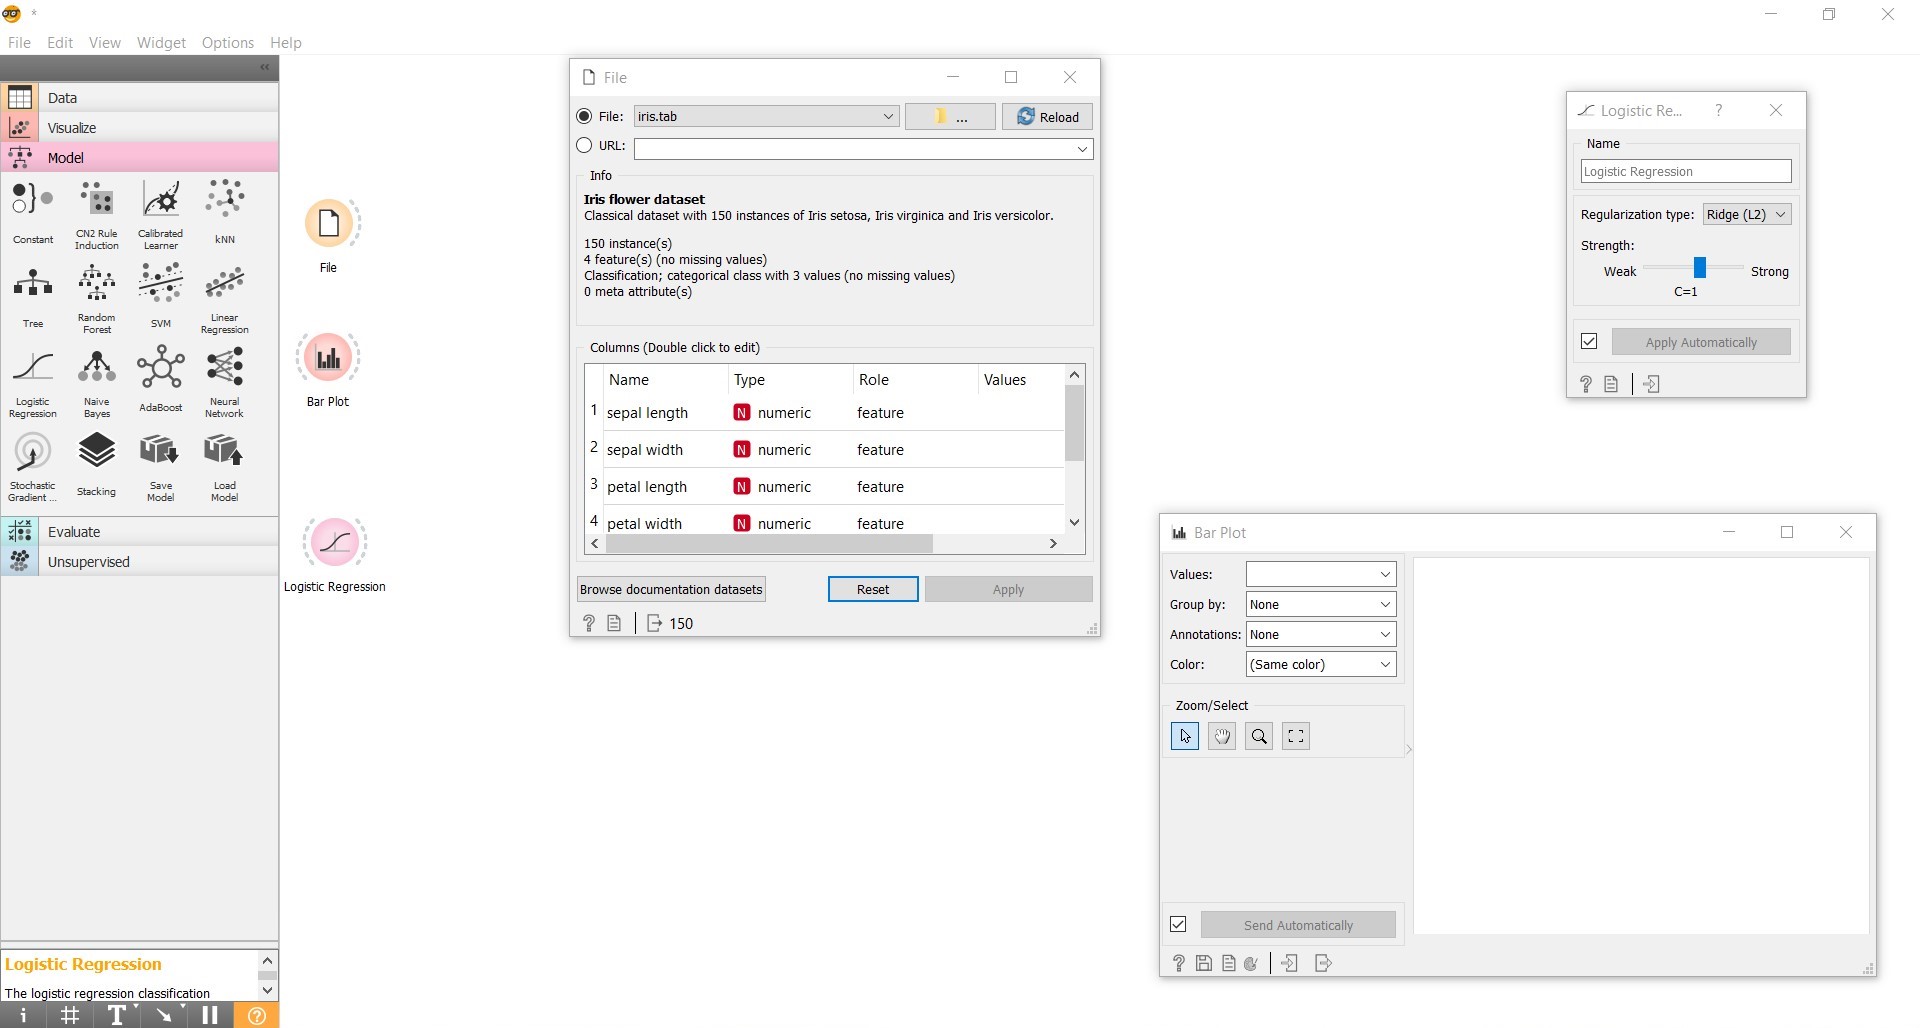 *
File Edit View Widget Options Help
Data
Visualize
Model
Constant
CN2 Rule
Induction
Calibrated
Learner
kNN
Tree
Random
Forest
SVM
Linear
Regression
Logistic
Regression
Naive
Bayes
AdaBoost
Neural
Network
Stochastic
Gradient ...
Stacking
Save
Model
Load
Model
Evaluate
Unsupervised
Logistic Regression
The logistic regression classification
File
Bar Plot
Logistic Regression
File
File: iris.tab ... Reload
URL:
Info
Iris flower dataset
Classical dataset with 150 instances of Iris setosa, Iris virginica and Iris versicolor.
150 instance(s)
4 feature(s) (no missing values)
Classification; categorical class with 3 values (no missing values)
0 meta attribute(s)
Columns (Double click to edit)
Name Type Role Values
1 sepal length N numeric feature
2 sepal width N numeric feature
3 petal length N numeric feature
4 petal width N numeric feature
Browse documentation datasets Reset Apply
? 150
Logistic Re... ?
Name
Logistic Regression
Regularization type: Ridge (L2)
Strength:
Weak Strong
C=1
Apply Automatically
?
Bar Plot
Values:
Group by: None
Annotations: None
Color: (Same color)
Zoom/Select
Send Automatically
?
i # T ?